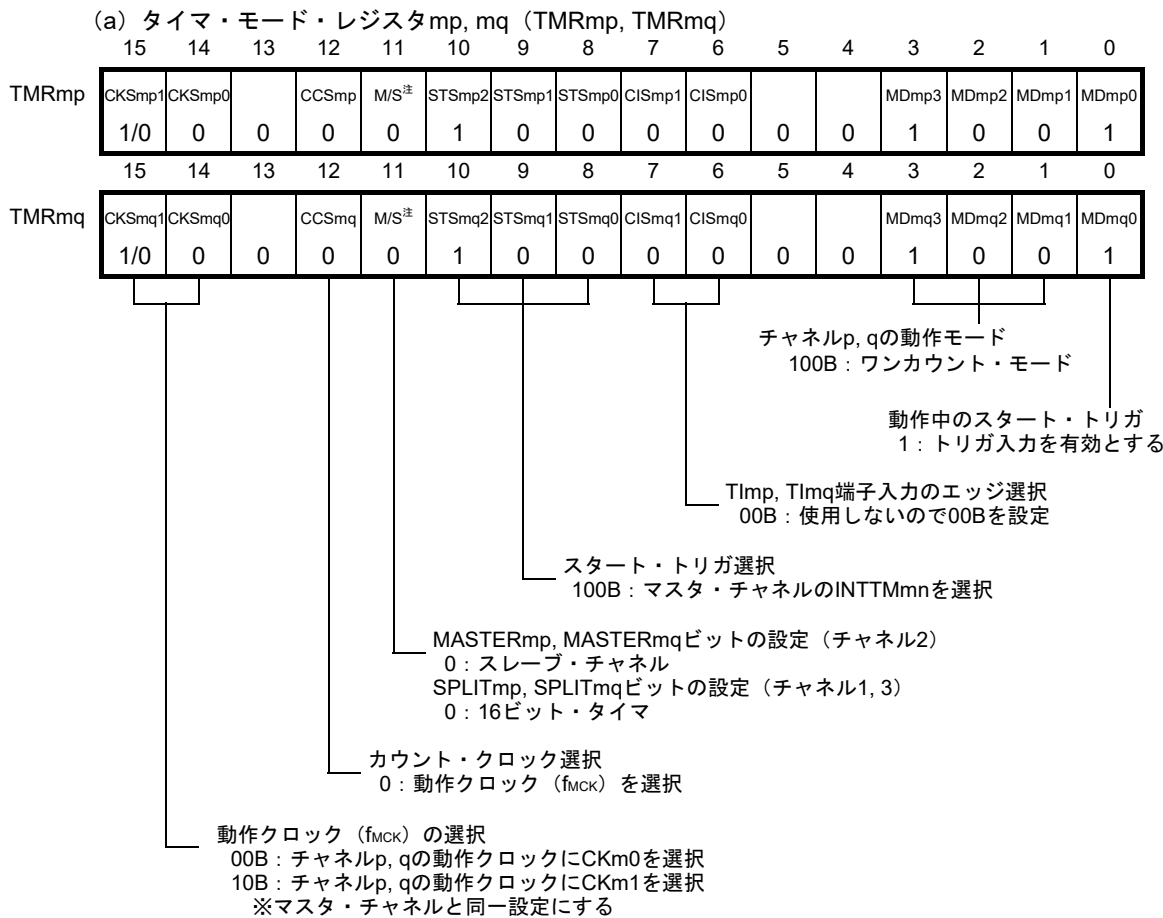 (a) タイマ・モード・レジスタmp, mq（TMRmp, TMRmq）
15 14 13 12 11 10 9 8 7 6 5 4 3 2 1 0
TMRmp CKSmp1 CKSmp0 CCSmp M/S注 STSmp2 STSmp1 STSmp0 CISmp1 CISmp0 MDmp3 MDmp2 MDmp1 MDmp0
1/0 0 0 0 0 1 0 0 0 0 0 0 1 0 0 1
15 14 13 12 11 10 9 8 7 6 5 4 3 2 1 0
TMRmq CKSmq1 CKSmq0 CCSmq M/S注 STSmq2 STSmq1 STSmq0 CISmq1 CISmq0 MDmq3 MDmq2 MDmq1 MDmq0
1/0 0 0 0 0 1 0 0 0 0 0 0 1 0 0 1
チャネルp, qの動作モード
100B：ワンカウント・モード
動作中のスタート・トリガ
1：トリガ入力を有効とする
TImp, TImq端子入力のエッジ選択
00B：使用しないので00Bを設定
スタート・トリガ選択
100B：マスタ・チャネルのINTTMmnを選択
MASTERmp, MASTERmqビットの設定（チャネル2）
0：スレーブ・チャネル
SPLITmp, SPLITmqビットの設定（チャネル1, 3）
0：16ビット・タイマ
カウント・クロック選択
0：動作クロック（fMCK）を選択
動作クロック（fMCK）の選択
00B：チャネルp, qの動作クロックにCKm0を選択
10B：チャネルp, qの動作クロックにCKm1を選択
※マスタ・チャネルと同一設定にする